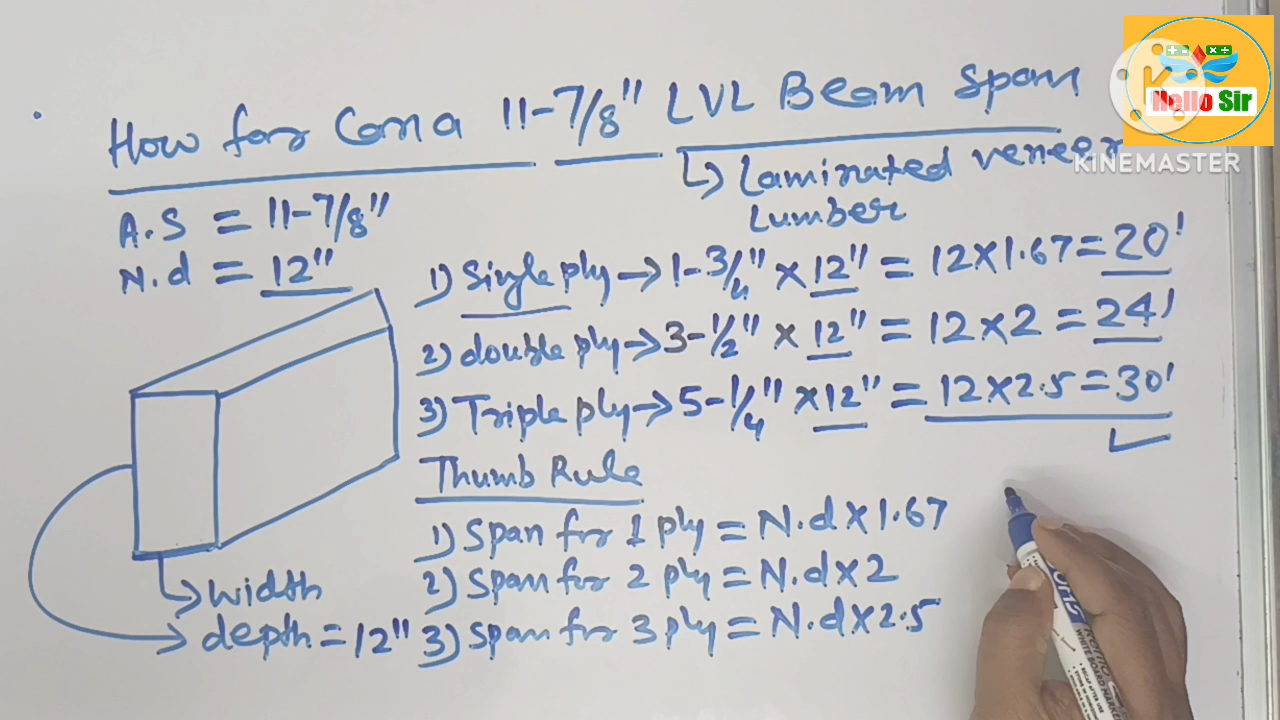 How far Can a 11-7/8" LVL Beam Span
↳ Laminated veneer
Lumber
A.S = 11-7/8"
N.d = 12"
1) Single ply → 1-3/4" × 12" = 12×1.67 = 20'
2) double ply → 3-1/2" × 12" = 12×2 = 24'
3) Triple ply → 5-1/4" × 12" = 12×2.5 = 30'
Thumb Rule
1) Span for 1 ply = N.d×1.67
2) Span for 2 ply = N.d×2
3) Span for 3 ply = N.d×2.5
width
depth = 12"
Hello Sir
KINEMASTER